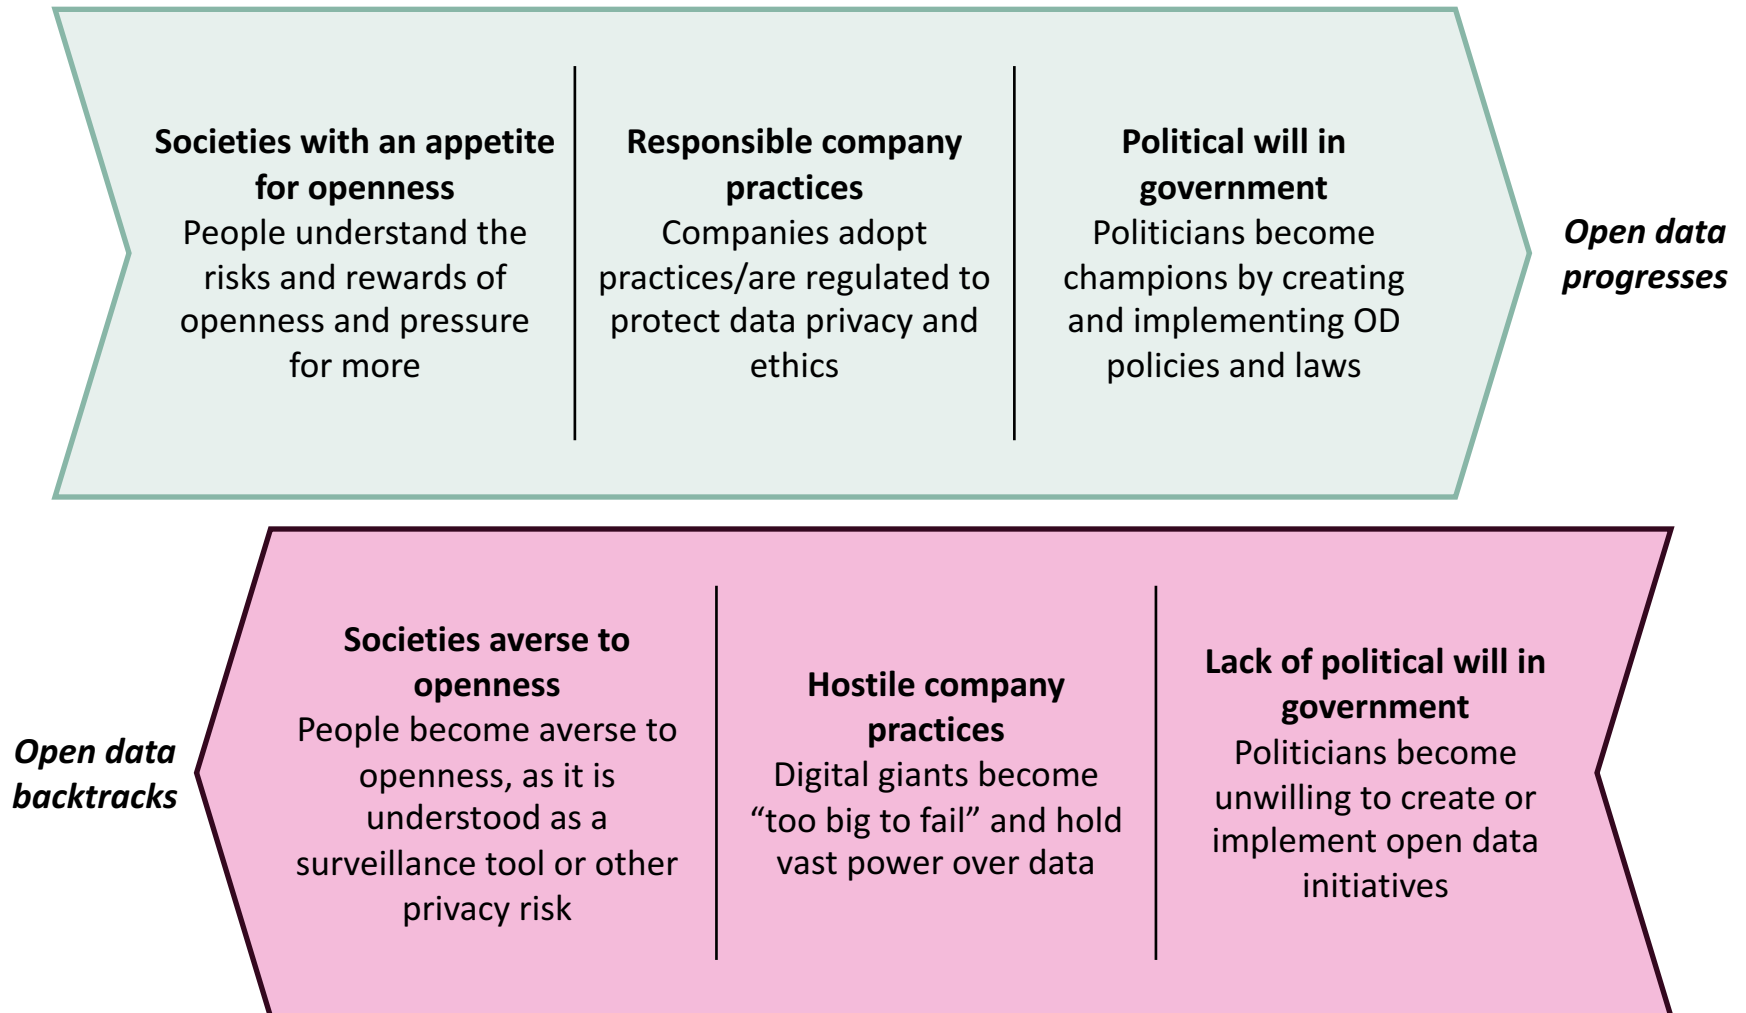 Societies with an appetite
for openness
People understand the
risks and rewards of
openness and pressure
for more
Responsible company
practices
Companies adopt
practices/are regulated to
protect data privacy and
ethics
Political will in
government
Politicians become
champions by creating
and implementing OD
policies and laws
Open data
progresses
Open data
backtracks
Societies averse to
openness
People become averse to
openness, as it is
understood as a
surveillance tool or other
privacy risk
Hostile company
practices
Digital giants become
“too big to fail” and hold
vast power over data
Lack of political will in
government
Politicians become
unwilling to create or
implement open data
initiatives